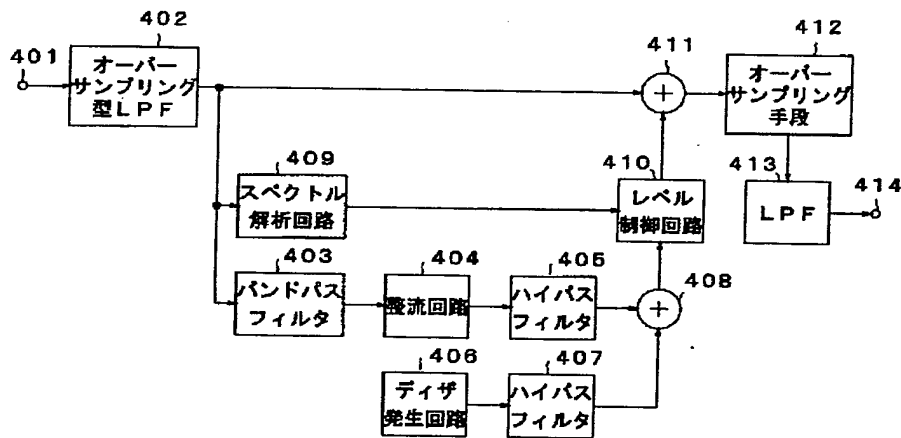 401
402
オーバー
サンプリング
型LPF
411
+
412
オーバー
サンプリング
手段
409
スペクトル
解析回路
410
レベル
制御回路
413
LPF
414
403
バンドパス
フィルタ
404
整流回路
405
ハイパス
フィルタ
408
+
406
ディザ
発生回路
407
ハイパス
フィルタ